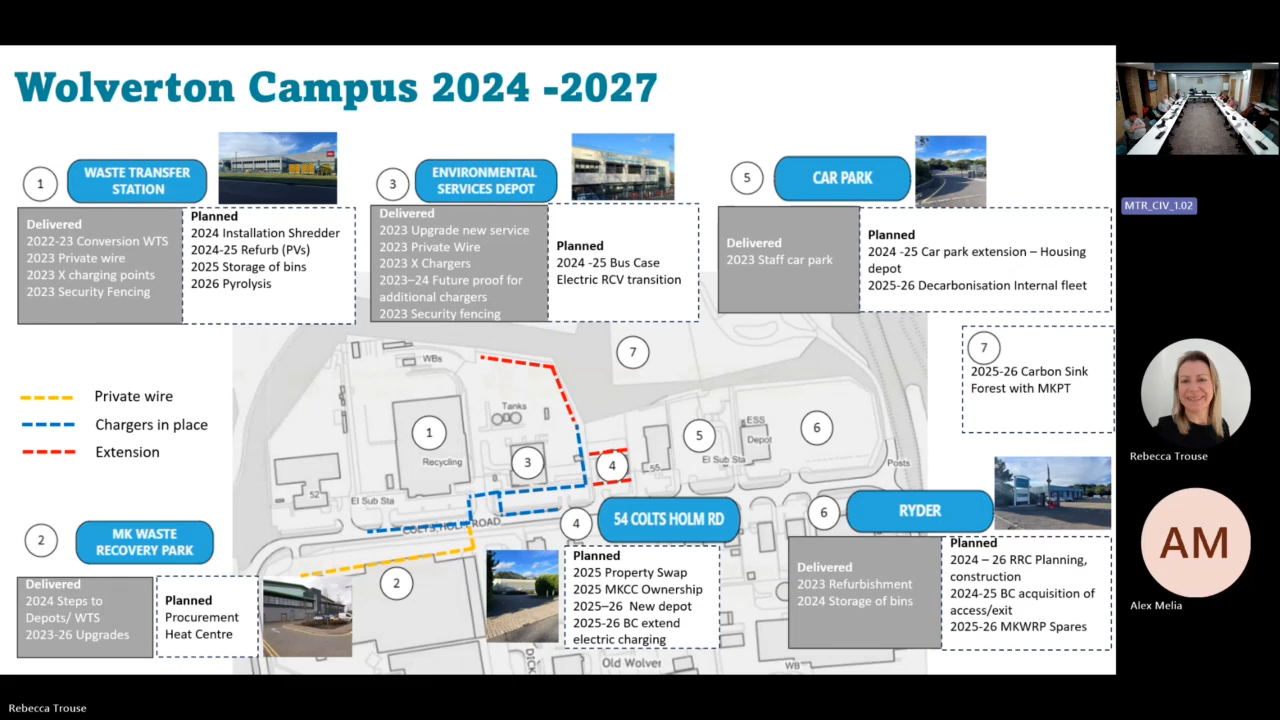 Wolverton Campus 2024 -2027
1
WASTE TRANSFER
STATION
Delivered
2022-23 Conversion WTS
2023 Private wire
2023 X charging points
2023 Security Fencing
Planned
2024 Installation Shredder
2024-25 Refurb (PVs)
2025 Storage of bins
2026 Pyrolysis
3
ENVIRONMENTAL
SERVICES DEPOT
Delivered
2023 Upgrade new service
2023 Private Wire
2023 X Chargers
2023–24 Future proof for
additional chargers
2023 Security fencing
Planned
2024 -25 Bus Case
Electric RCV transition
5
CAR PARK
Delivered
2023 Staff car park
Planned
2024 -25 Car park extension – Housing
depot
2025-26 Decarbonisation Internal fleet
7
2025-26 Carbon Sink
Forest with MKPT
Private wire
Chargers in place
Extension
WBs
Tanks
1
Recycling
3
52
El Sub Sta
COLTS HOLM ROAD
2
4
55
5
El Sub Sta
ESS
Depot
6
7
Posts
Old Wolver
WB
2
MK WASTE
RECOVERY PARK
Delivered
2024 Steps to
Depots/ WTS
2023-26 Upgrades
Planned
Procurement
Heat Centre
4
54 COLTS HOLM RD
Planned
2025 Property Swap
2025 MKCC Ownership
2025–26 New depot
2025-26 BC extend
electric charging
6
RYDER
Delivered
2023 Refurbishment
2024 Storage of bins
Planned
2024 – 26 RRC Planning,
construction
2024-25 BC acquisition of
access/exit
2025-26 MKWRP Spares
MTR_CIV_1.02
Rebecca Trouse
AM
Alex Melia
Rebecca Trouse